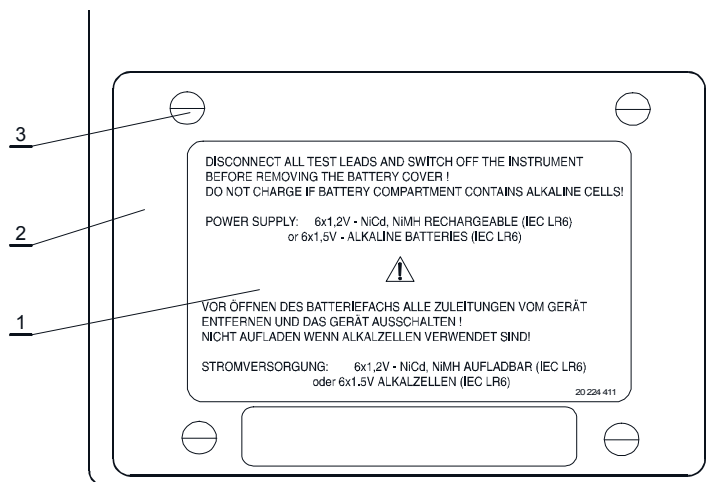 3
DISCONNECT ALL TEST LEADS AND SWITCH OFF THE INSTRUMENT
BEFORE REMOVING THE BATTERY COVER !
DO NOT CHARGE IF BATTERY COMPARTMENT CONTAINS ALKALINE CELLS!
2
POWER SUPPLY: 6x1,2V - NiCd, NiMH RECHARGEABLE (IEC LR6)
or 6x1,5V - ALKALINE BATTERIES (IEC LR6)
1
VOR ÖFFNEN DES BATTERIEFACHS ALLE ZULEITUNGEN VOM GERÄT
ENTFERNEN UND DAS GERÄT AUSSCHALTEN !
NICHT AUFLADEN WENN ALKALZELLEN VERWENDET SIND!
STROMVERSORGUNG: 6x1,2V - NiCd, NiMH AUFLADBAR (IEC LR6)
oder 6x1.5V ALKALZELLEN (IEC LR6)
20 224 411